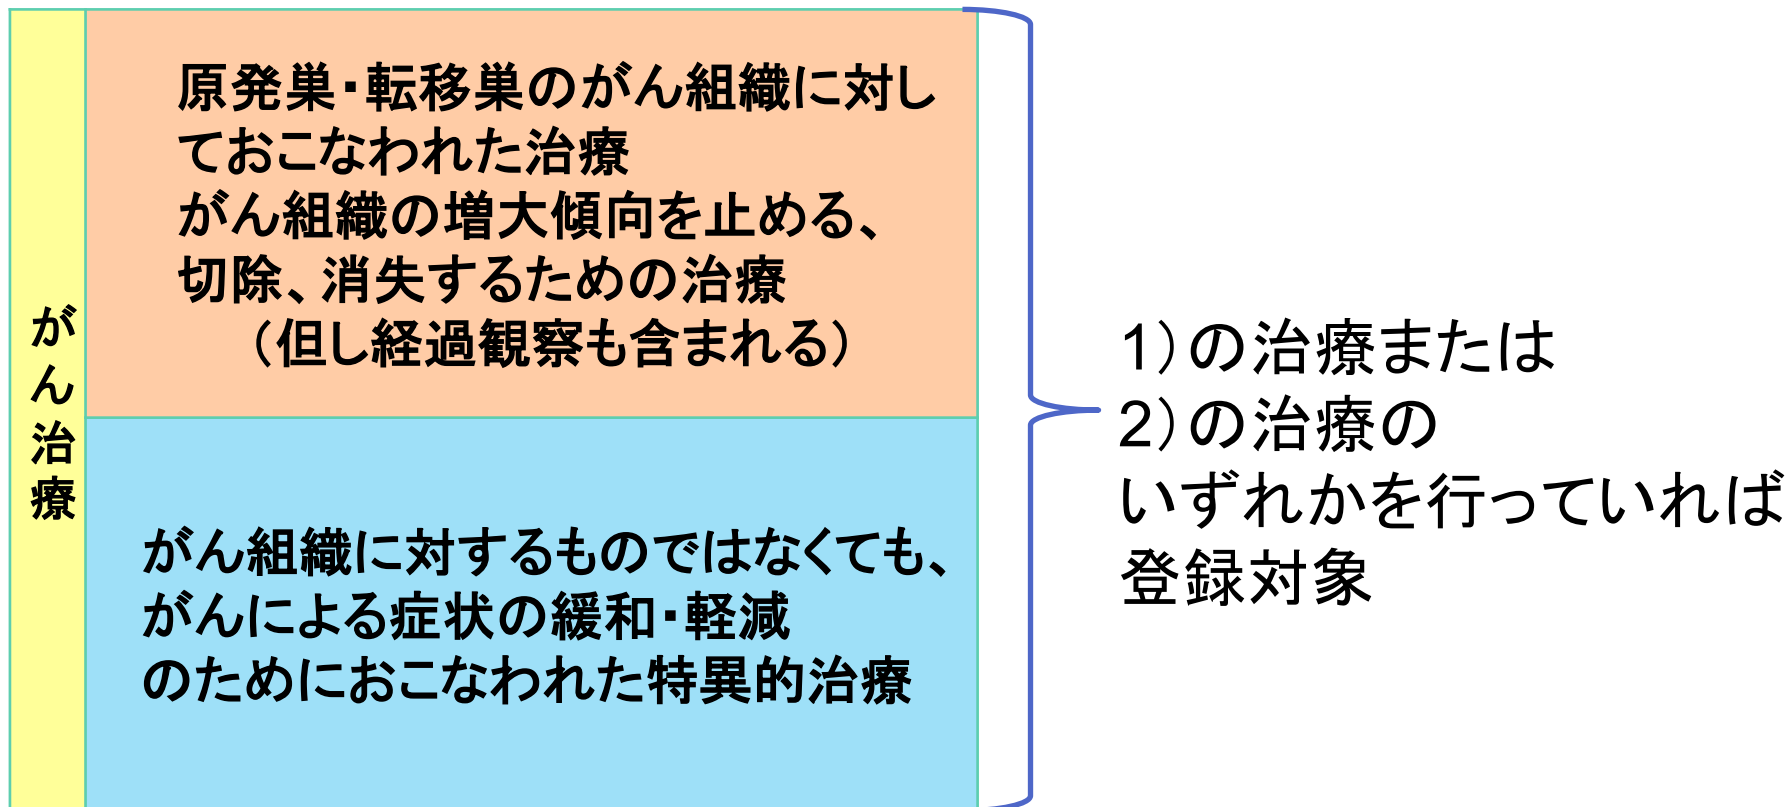 がん治療
原発巣・転移巣のがん組織に対し
ておこなわれた治療
がん組織の増大傾向を止める、
切除、消失するための治療
（但し経過観察も含まれる）
がん組織に対するものではなくても、
がんによる症状の緩和・軽減
のためにおこなわれた特異的治療
1）の治療または
2）の治療の
いずれかを行っていれば
登録対象